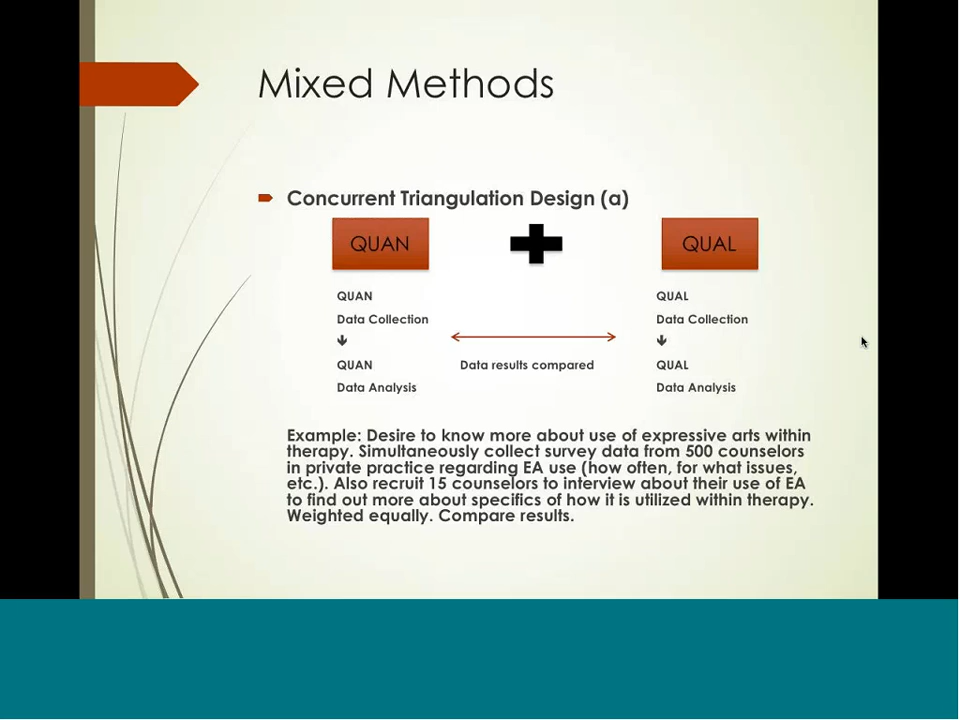 Mixed Methods
Concurrent Triangulation Design (a)
QUAN
QUAL
QUAN
Data Collection
QUAN
Data Analysis
Data results compared
QUAL
Data Collection
QUAL
Data Analysis
Example: Desire to know more about use of expressive arts within
therapy. Simultaneously collect survey data from 500 counselors
in private practice regarding EA use (how often, for what issues,
etc.). Also recruit 15 counselors to interview about their use of EA
to find out more about specifics of how it is utilized within therapy.
Weighted equally. Compare results.